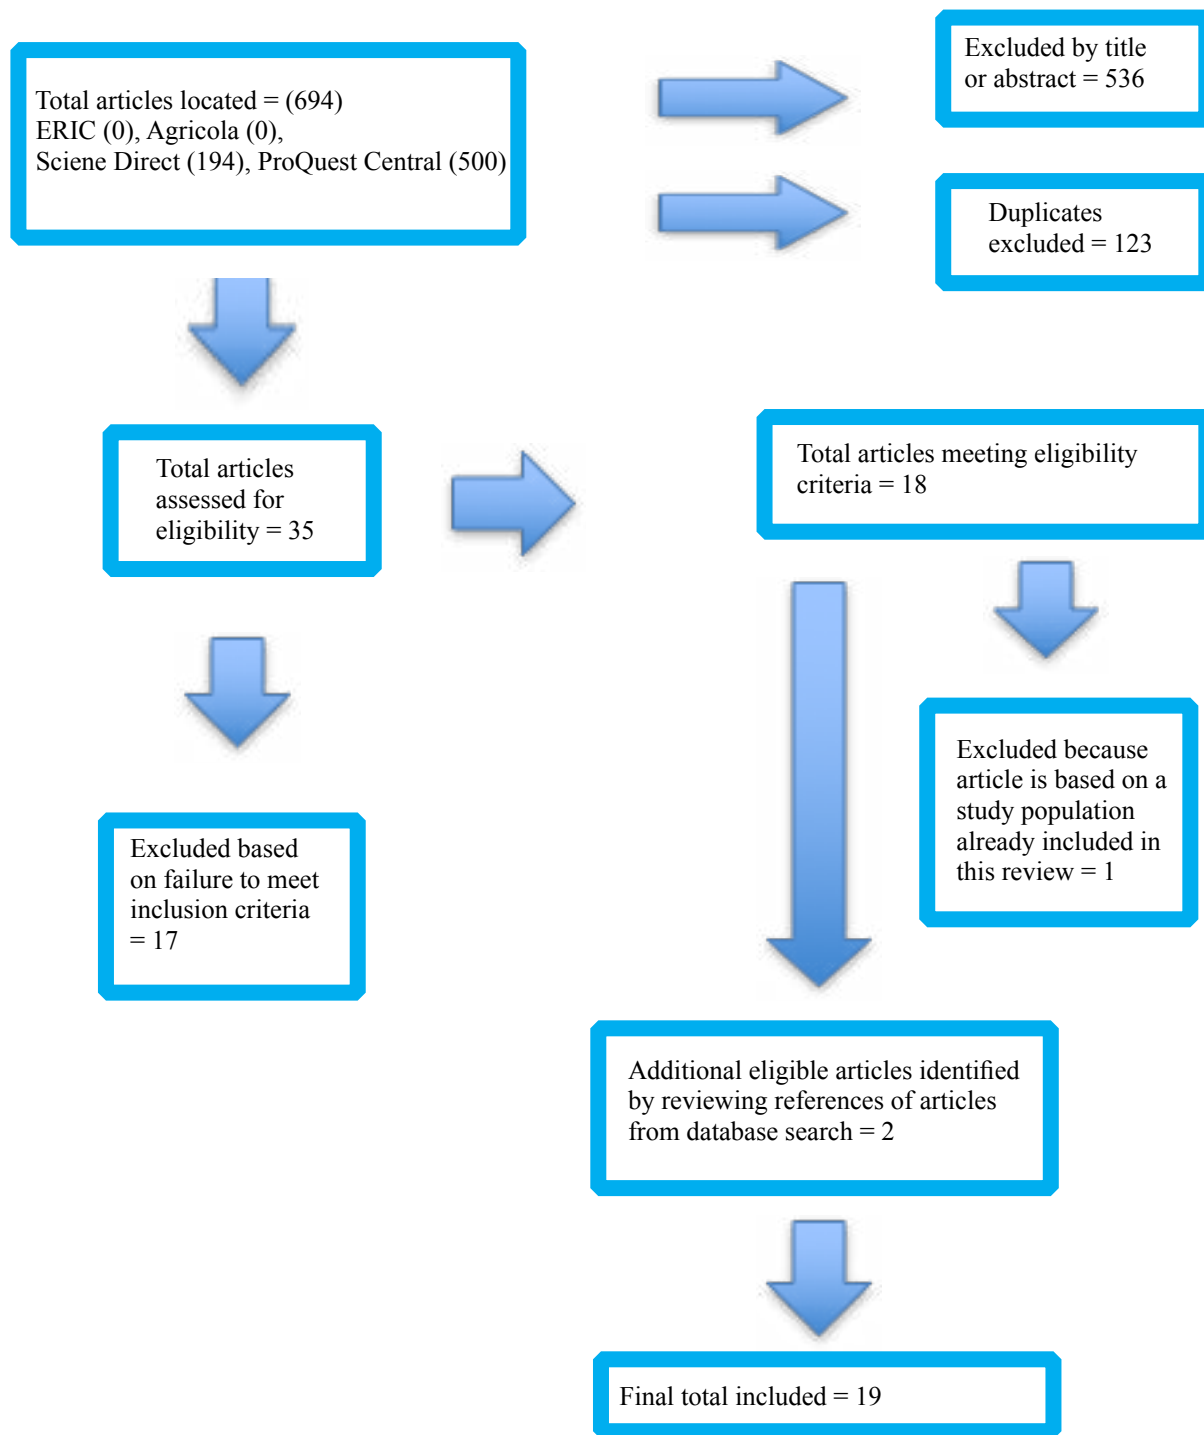 Total articles located = (694)
ERIC (0), Agricola (0),
Sciene Direct (194), ProQuest Central (500)
Excluded by title
or abstract = 536
Duplicates
excluded = 123
Total articles
assessed for
eligibility = 35
Total articles meeting eligibility
criteria = 18
Excluded based
on failure to meet
inclusion criteria
= 17
Excluded because
article is based on a
study population
already included in
this review = 1
Additional eligible articles identified
by reviewing references of articles
from database search = 2
Final total included = 19